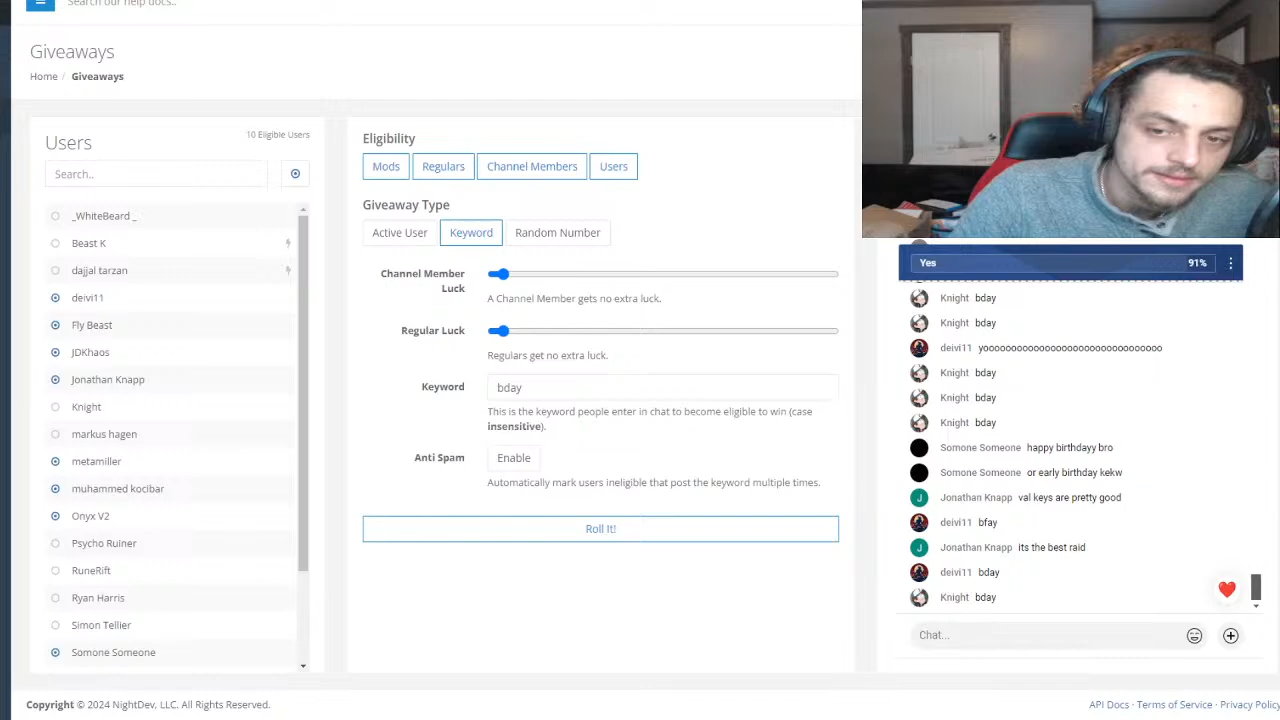 Search our help docs..
Giveaways
Home / Giveaways
Users
10 Eligible Users
Search..
_WhiteBeard _
Beast K
dajjal tarzan
deivi11
Fly Beast
JDKhaos
Jonathan Knapp
Knight
markus hagen
metamiller
muhammed kocibar
Onyx V2
Psycho Ruiner
RuneRift
Ryan Harris
Simon Tellier
Somone Someone
Eligibility
Mods Regulars Channel Members Users
Giveaway Type
Active User Keyword Random Number
Channel Member Luck
A Channel Member gets no extra luck.
Regular Luck
Regulars get no extra luck.
Keyword
bday
This is the keyword people enter in chat to become eligible to win (case
insensitive).
Anti Spam
Enable
Automatically mark users ineligible that post the keyword multiple times.
Roll It!
Yes 91%
Knight bday
Knight bday
deivi11 yooooooooooooooooooooooooooooooooo
Knight bday
Knight bday
Knight bday
Somone Someone happy birthdayy bro
Somone Someone or early birthday kekw
J Jonathan Knapp val keys are pretty good
deivi11 bfay
J Jonathan Knapp its the best raid
deivi11 bday
Knight bday
Chat...
Copyright © 2024 NightDev, LLC. All Rights Reserved.
API Docs · Terms of Service · Privacy Policy